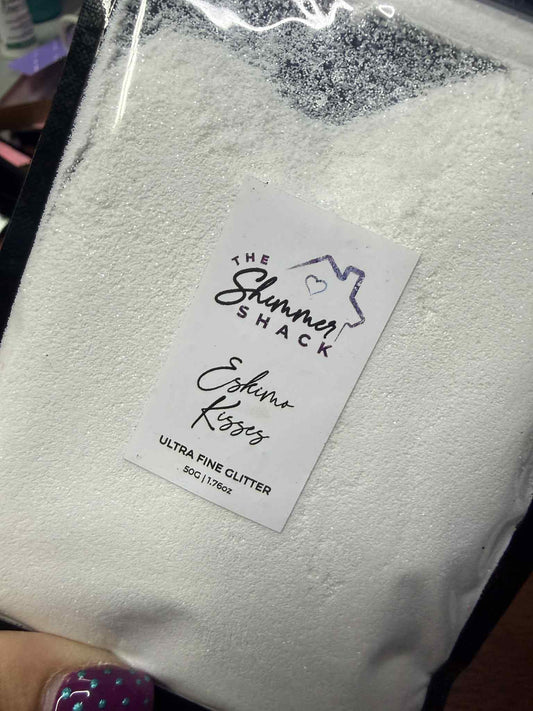 THE
Shimmer
SHACK
Eskimo
Kisses
ULTRA FINE GLITTER
50G | 1.76oz